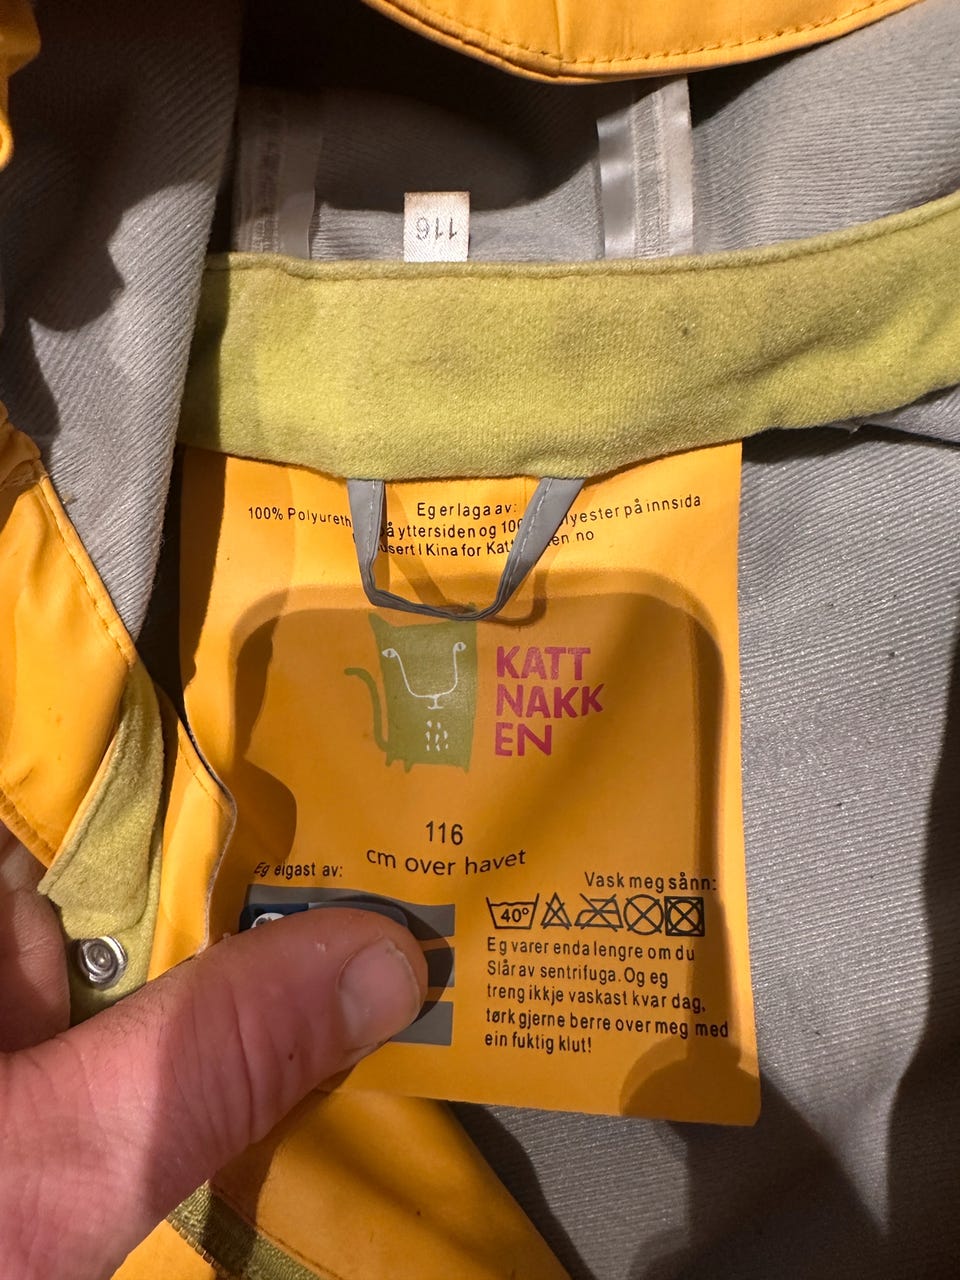 116
Eg er laga av:
100% Polyureth å yttersiden og 100 lyester på innsida
usert I Kina for Kat ten no
KATT
NAKK
EN
116
cm over havet
Eg eigast av:
Vask meg sånn:
40°
Eg varer enda lengre om du
Slår av sentrifuga. Og eg
treng ikkje vaskast kvar dag,
tørk gjerne berre over meg med
ein fuktig klut!